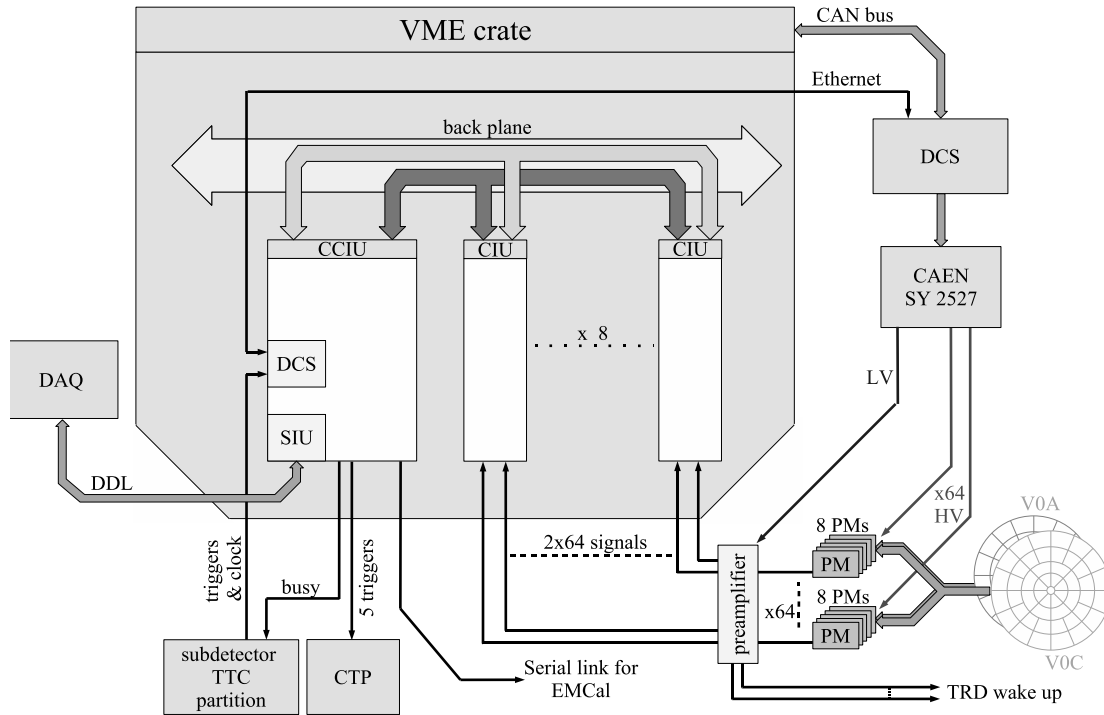 VME crate
CAN bus
Ethernet
back plane
DCS
CCIU
CIU
CIU
CAEN
SY 2527
x 8
DCS
DAQ
LV
SIU
DDL
x64
HV
V0A
8 PMs
PM
2x64 signals
triggers
& clock
busy
5 triggers
preamplifier
x64
8 PMs
PM
V0C
subdetector
TTC
partition
CTP
Serial link for
EMCal
TRD wake up